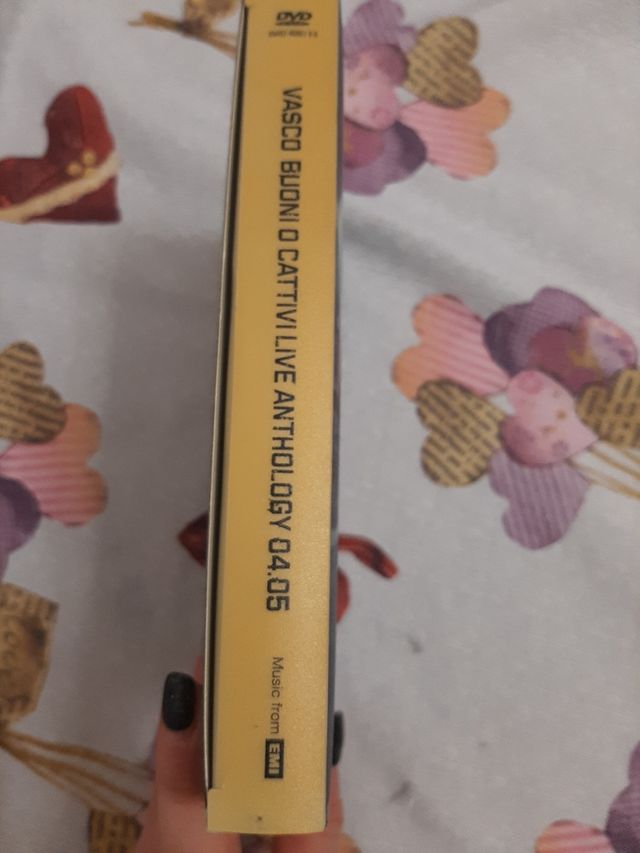 DVD
VASCO BUONI O CATTIVI LIVE ANTHOLOGY 04.05
Music from EMI